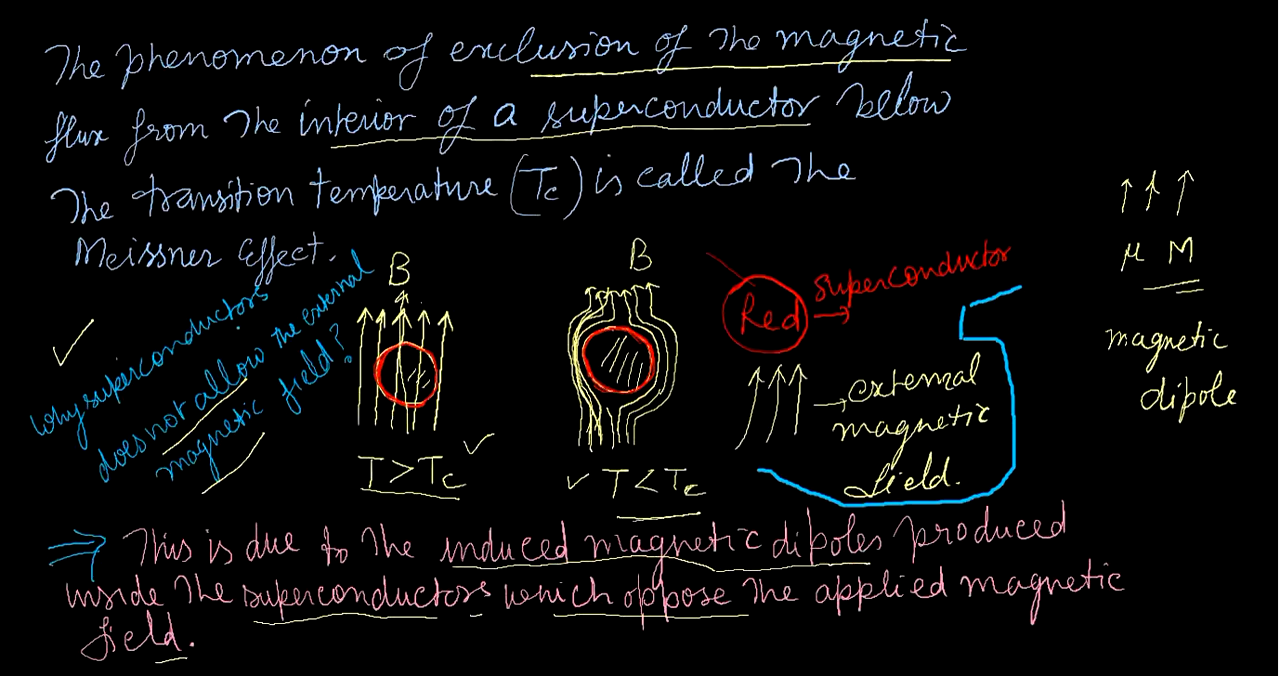 The phenomenon of exclusion of the magnetic
flux from the interior of a superconductor below
the transition temperature (Tc) is called the
Meissner Effect.
why superconductors
does not allow the external
magnetic field?
B
T > Tc
B
T < Tc
Red → superconductor
→ external
magnetic
field.
μ M
magnetic
dipole
⇒ This is due to the induced magnetic dipoles produced
inside the superconductors which oppose the applied magnetic
field.